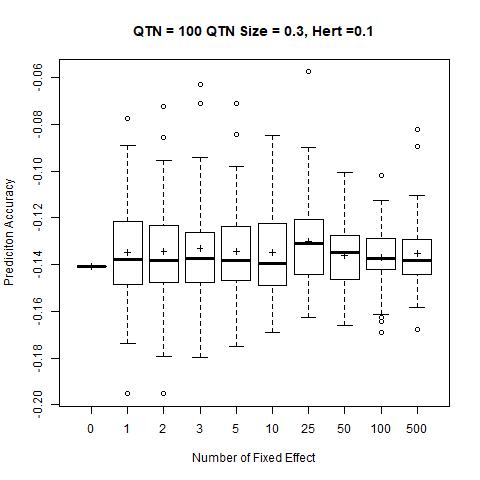 QTN = 100 QTN Size = 0.3, Hert =0.1
-0.06
-0.08
-0.10
-0.12
-0.14
-0.16
-0.18
-0.20
Prediciton Accuracy
0 1 2 3 5 10 25 50 100 500
Number of Fixed Effect